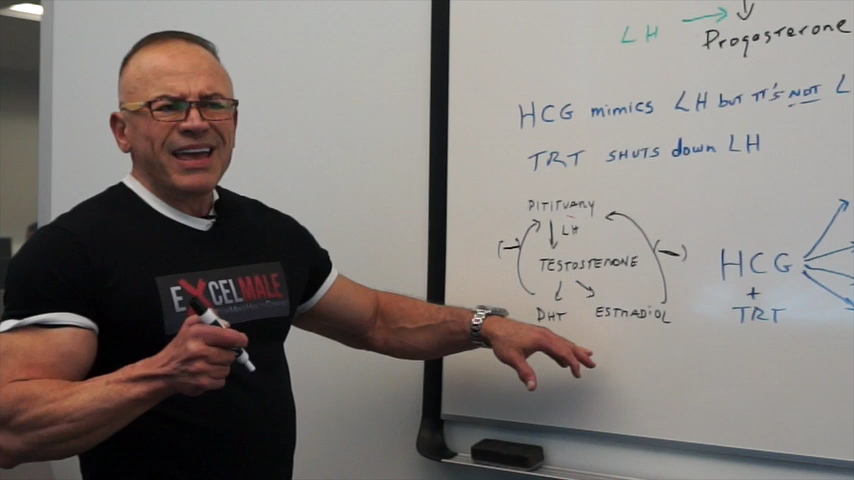 LH
Progesterone
HCG mimics LH but IT'S NOT L
TRT SHUTS down LH
PITITUARY
LH
(-)
(-)
TESTOSTERONE
DHT ESTRADIOL
HCG
+
TRT
EXCELMALE